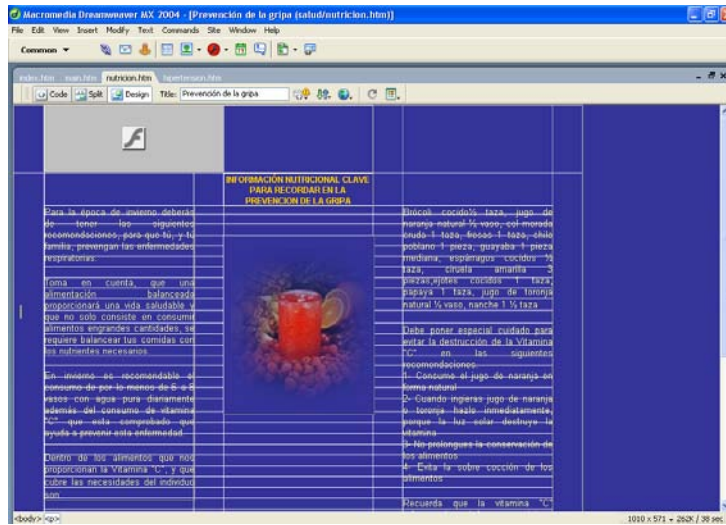 Macromedia Dreamweaver MX 2004 - [Prevención de la gripa (salud/nutricion.htm)]
File Edit View Insert Modify Text Commands Site Window Help
Common
index.htm main.htm nutricion.htm hipertension.htm
Code Split Design Title: Prevención de la gripa
INFORMACIÓN NUTRICIONAL CLAVE
PARA RECORDAR EN LA
PREVENCION DE LA GRIPA
Para la época de invierno deberás
de tener las siguientes
recomendaciones, para que tú, y tú
familia, prevengan las enfermedades
respiratorias.
Toma en cuenta, que una
alimentación balanceada
proporcionará una vida saludable y
que no solo consiste en consumir
alimentos engrandes cantidades, se
requiere balancear tus comidas con
los nutrientes necesarios.
En invierno es recomendable el
consumo de por lo menos de 6 a 8
vasos con agua pura diariamente
además del consumo de vitamina
"C" que esta comprobado que
ayuda a prevenir esta enfermedad.
Dentro de los alimentos que nos
proporcionan la Vitamina "C", y que
cubre las necesidades del individuo
son
Brócoli cocido½ taza, jugo de
naranja natural ½ vaso, col morada
cruda 1 taza, fresas 1 taza, chile
poblano 1 pieza, guayaba 1 pieza
mediana, espárragos cocidos ½
taza, ciruela amarilla 3
piezas,ejotes cocidos 1 taza,
papaya 1 taza, jugo de toronja
natural ½ vaso, nanche 1 ½ taza
Debe poner especial cuidado para
evitar la destrucción de la Vitamina
"C" en las siguientes
recomendaciones.
1- Consume el jugo de naranja en
forma natural
2- Cuando ingieras jugo de naranja
o toronja hazlo inmediatamente,
porque la luz solar destruye la
vitamina
3- No prolongues la conservación de
los alimentos
4- Evita la sobre cocción de los
alimentos
Recuerda que la vitamina "C"
<body> <p>
1010 x 571 262K / 38 sec